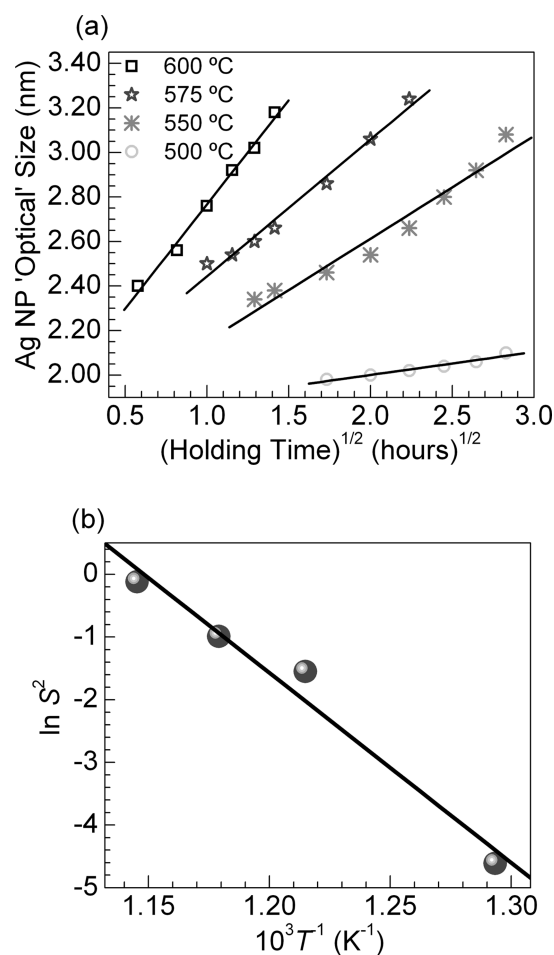 (a)
3.40
3.20
3.00
2.80
2.60
2.40
2.20
2.00
600 ºC
575 ºC
550 ºC
500 ºC
Ag NP 'Optical' Size (nm)
0.5 1.0 1.5 2.0 2.5 3.0
(Holding Time)^1/2 (hours)^1/2
(b)
0
-1
-2
-3
-4
-5
ln S²
1.15 1.20 1.25 1.30
10³T⁻¹ (K⁻¹)